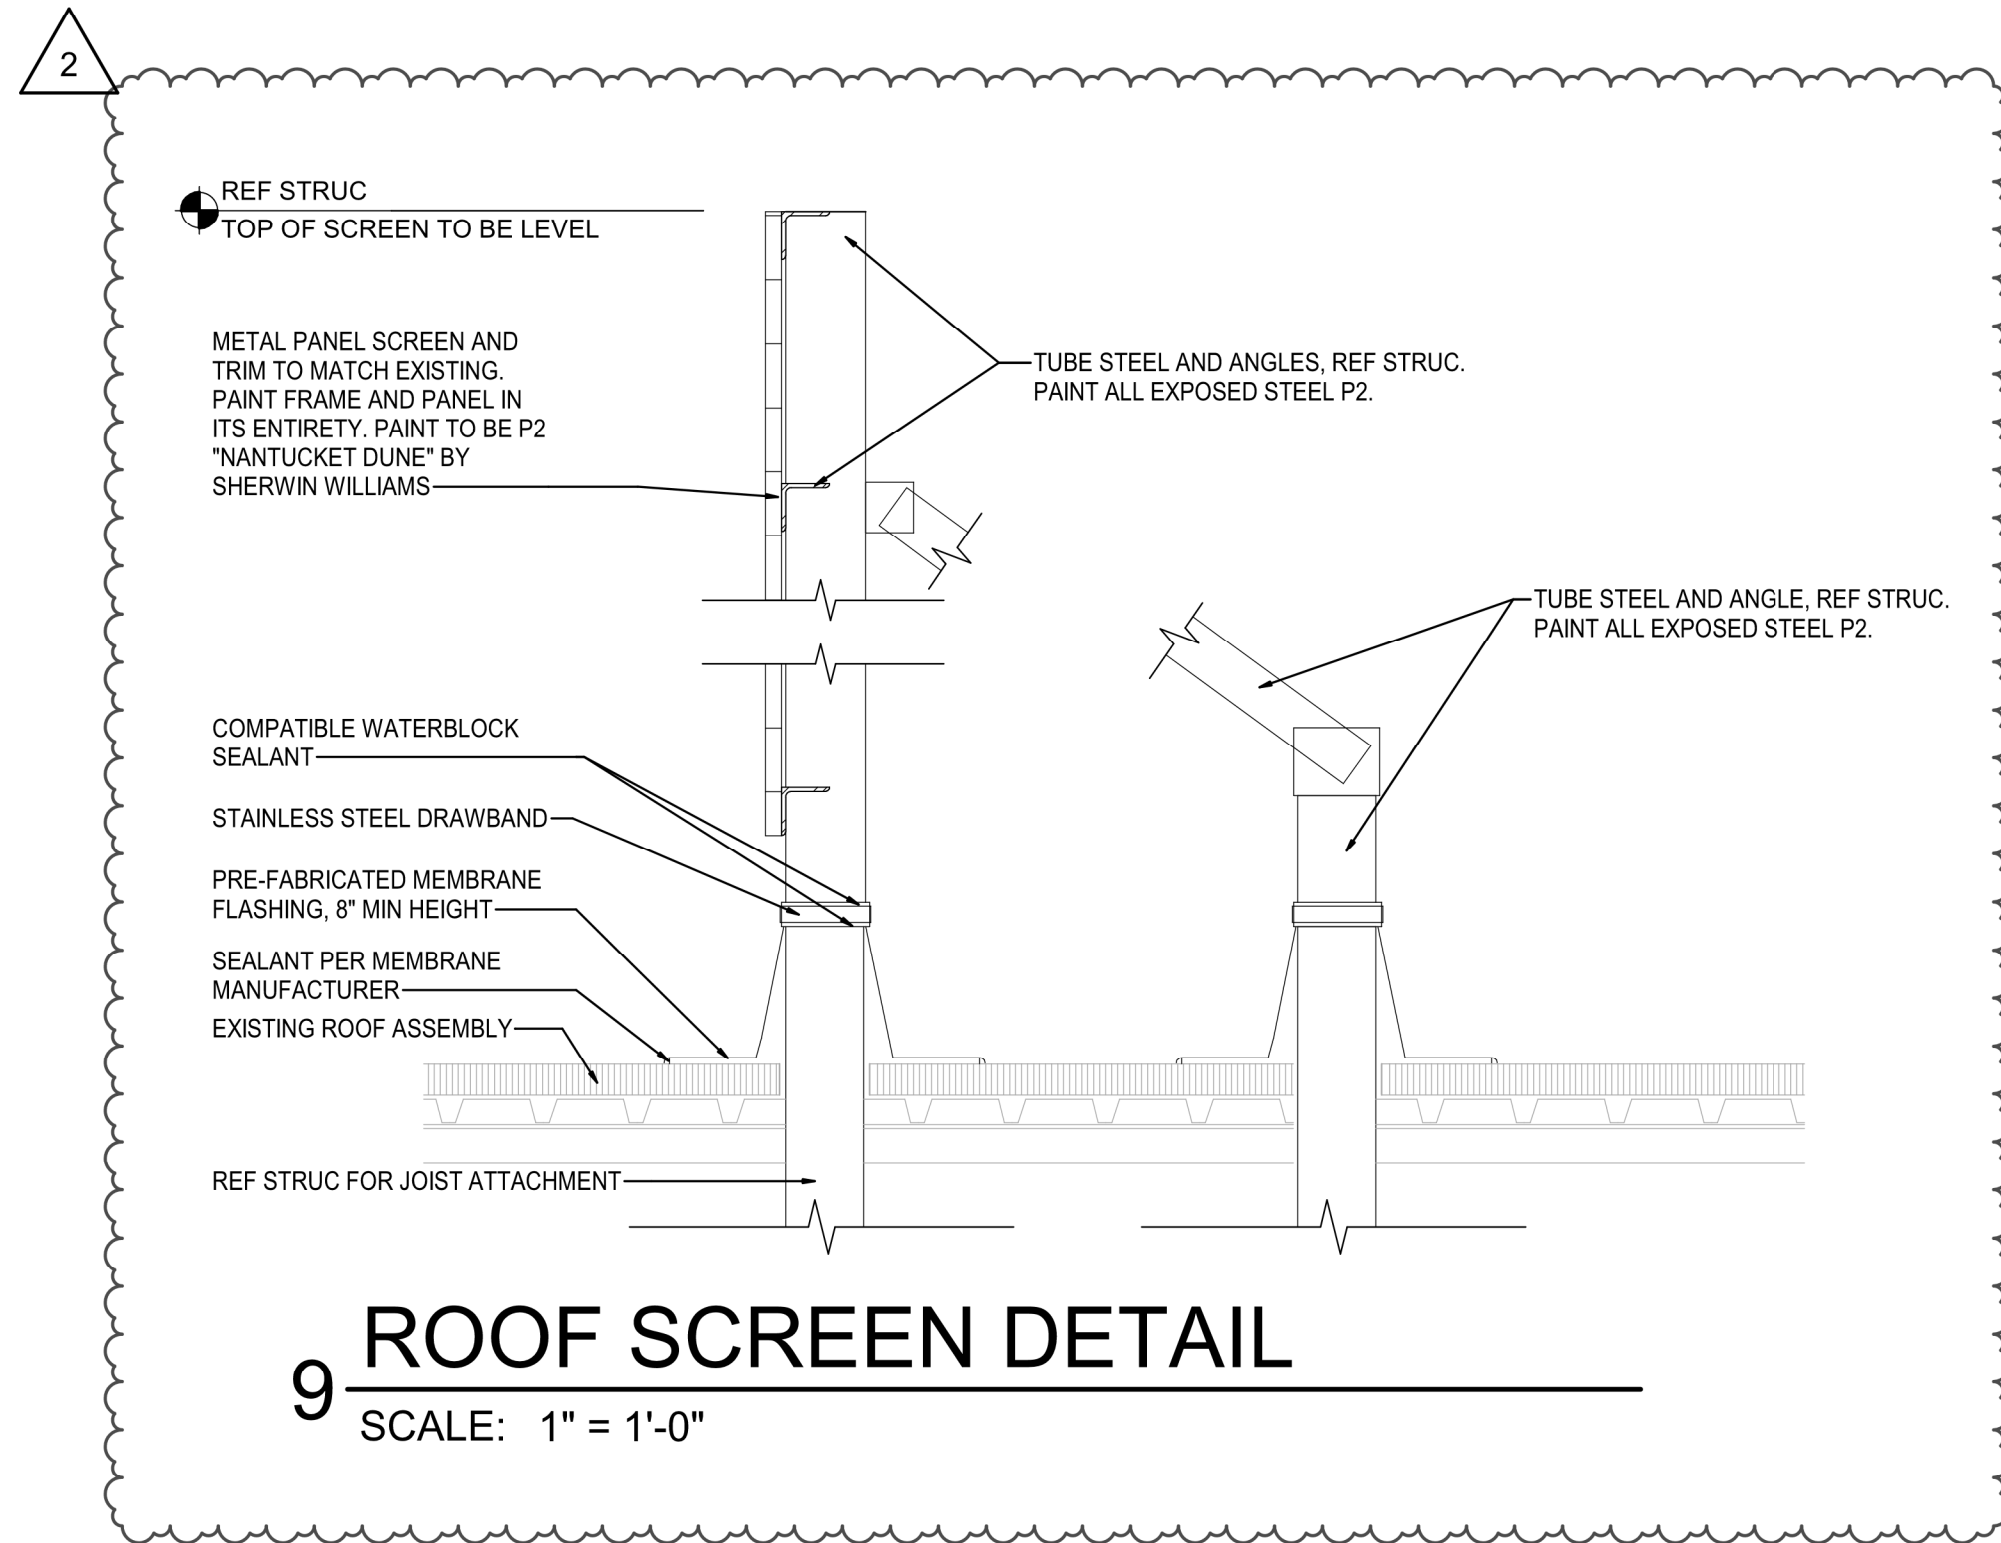 2
REF STRUC
TOP OF SCREEN TO BE LEVEL
METAL PANEL SCREEN AND
TRIM TO MATCH EXISTING.
PAINT FRAME AND PANEL IN
ITS ENTIRETY. PAINT TO BE P2
"NANTUCKET DUNE" BY
SHERWIN WILLIAMS
TUBE STEEL AND ANGLES, REF STRUC.
PAINT ALL EXPOSED STEEL P2.
TUBE STEEL AND ANGLE, REF STRUC.
PAINT ALL EXPOSED STEEL P2.
COMPATIBLE WATERBLOCK
SEALANT
STAINLESS STEEL DRAWBAND
PRE-FABRICATED MEMBRANE
FLASHING, 8" MIN HEIGHT
SEALANT PER MEMBRANE
MANUFACTURER
EXISTING ROOF ASSEMBLY
REF STRUC FOR JOIST ATTACHMENT
9 ROOF SCREEN DETAIL
SCALE: 1" = 1'-0"